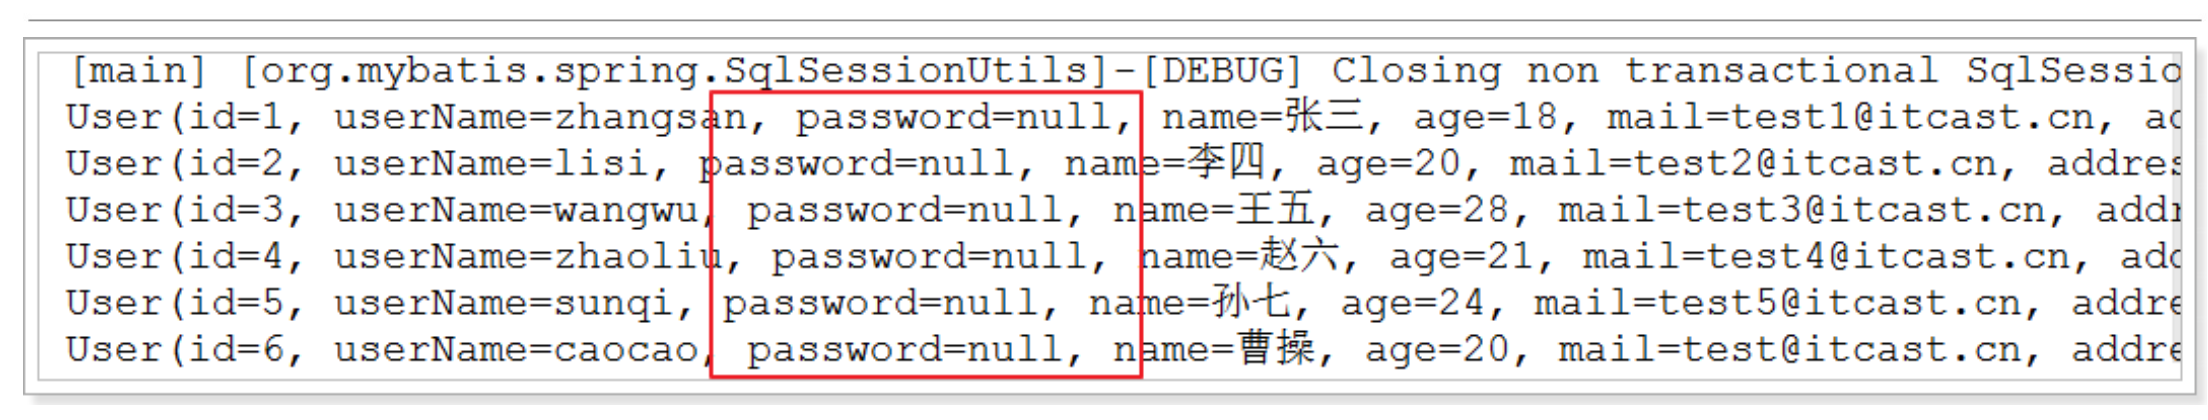 [main] [org.mybatis.spring.SqlSessionUtils]-[DEBUG] Closing non transactional SqlSessio
User(id=1, userName=zhangsan, password=null, name=张三, age=18, mail=test1@itcast.cn, ad
User(id=2, userName=lisi, password=null, name=李四, age=20, mail=test2@itcast.cn, addres
User(id=3, userName=wangwu, password=null, name=王五, age=28, mail=test3@itcast.cn, addr
User(id=4, userName=zhaoliu, password=null, name=赵六, age=21, mail=test4@itcast.cn, add
User(id=5, userName=sunqi, password=null, name=孙七, age=24, mail=test5@itcast.cn, addre
User(id=6, userName=caocao, password=null, name=曹操, age=20, mail=test@itcast.cn, addre